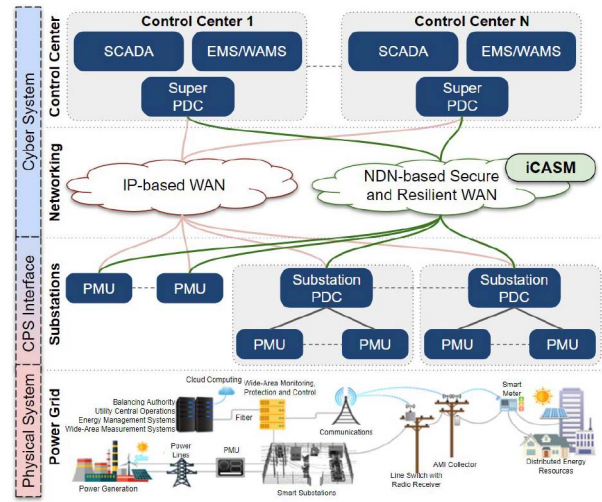 Control Center 1
Control Center N
SCADA
EMS/WAMS
SCADA
EMS/WAMS
Super
PDC
Super
PDC
Control Center
Cyber System
Networking
IP-based WAN
NDN-based Secure
and Resilient WAN
iCASM
CPS Interface
Substations
PMU
PMU
Substation
PDC
Substation
PDC
PMU
PMU
PMU
PMU
Physical System
Power Grid
Cloud Computing
Balancing Authority
Utility Central Operations
Energy Management Systems
Wide-Area Measurement Systems
Wide-Area Monitoring,
Protection and Control
Fiber
Communications
Smart
Meter
Power
Lines
PMU
Power Generation
Smart Substations
Line Switch with
Radio Receiver
AMI Collector
Distributed Energy
Resoruces